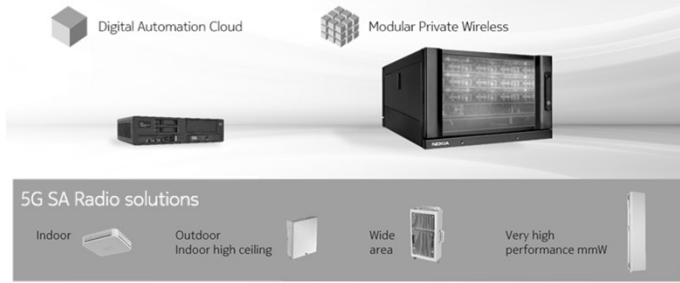 Digital Automation Cloud
Modular Private Wireless
NOKIA
5G SA Radio solutions
Indoor
Outdoor
Indoor high ceiling
Wide
area
Very high
performance mmW